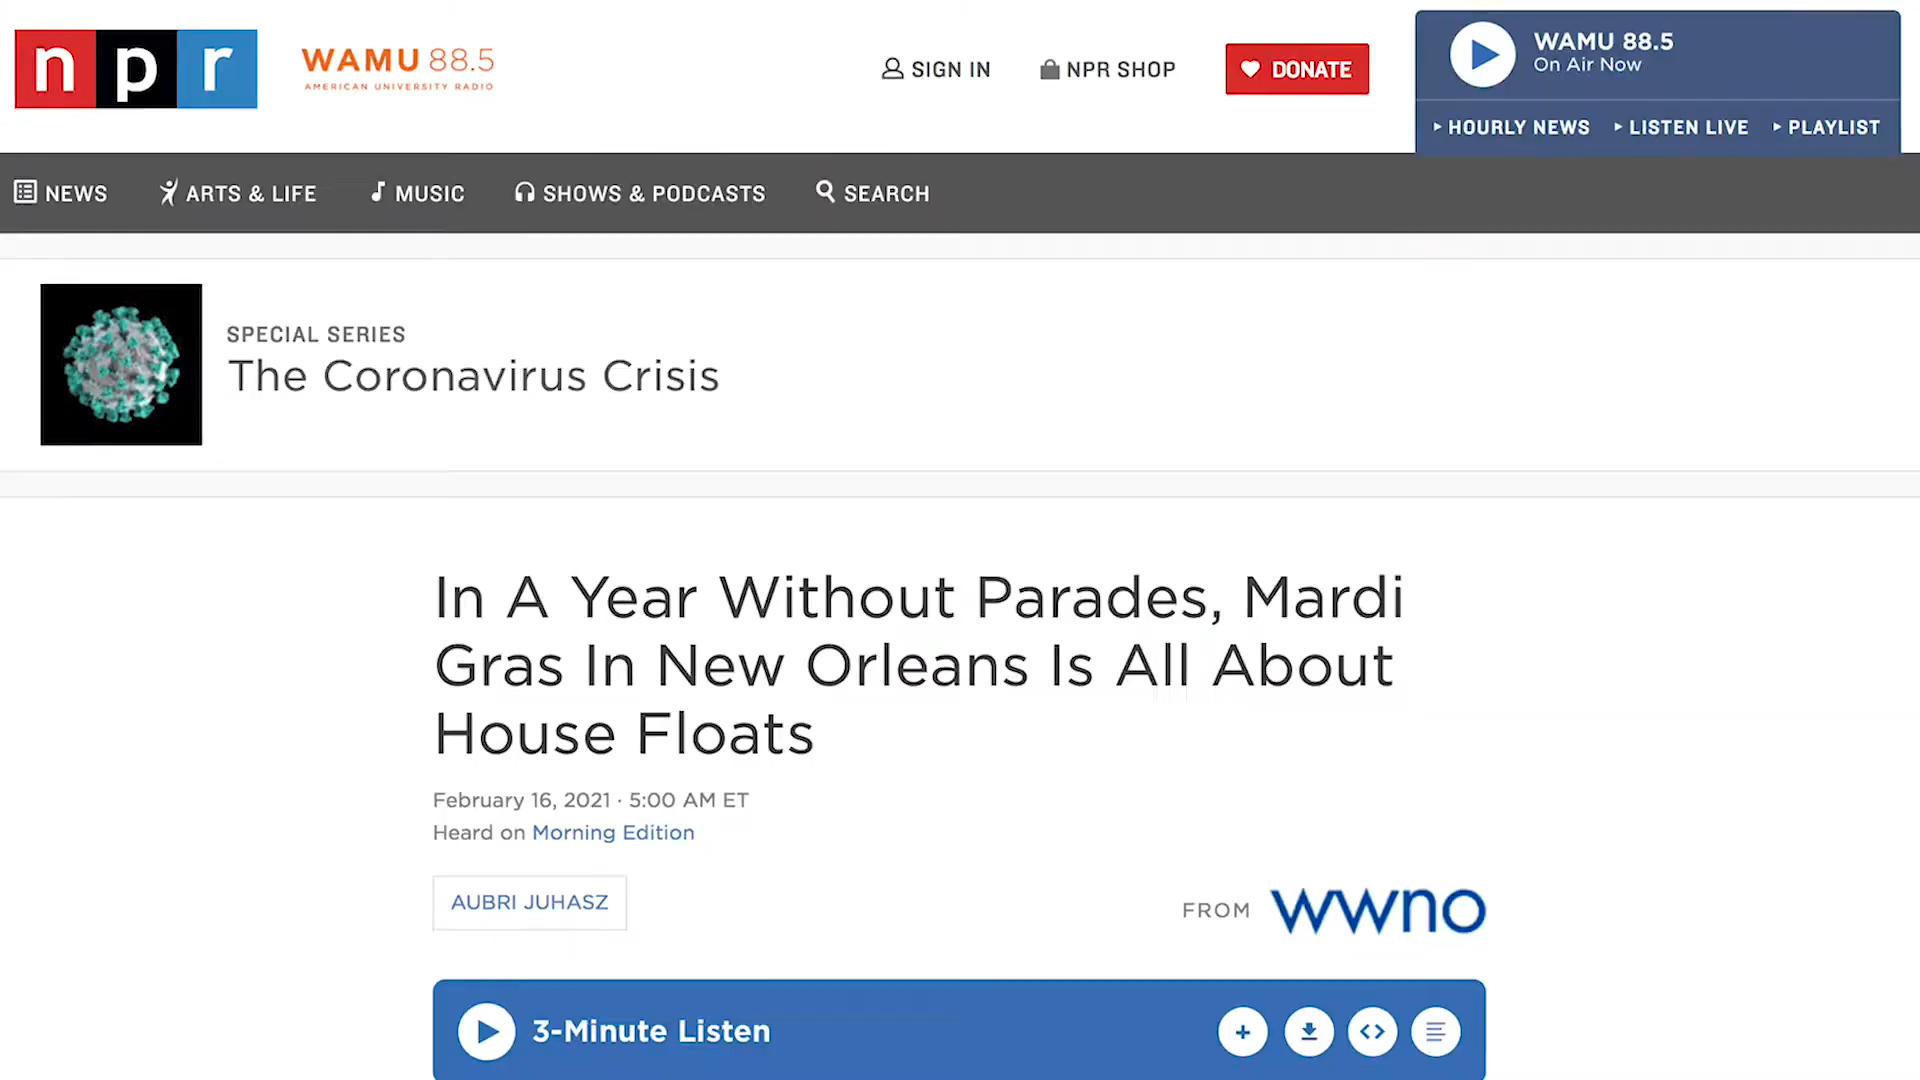 npr
WAMU 88.5
AMERICAN UNIVERSITY RADIO
SIGN IN
NPR SHOP
DONATE
WAMU 88.5
On Air Now
HOURLY NEWS
LISTEN LIVE
PLAYLIST
NEWS
ARTS & LIFE
MUSIC
SHOWS & PODCASTS
SEARCH
SPECIAL SERIES
The Coronavirus Crisis
In A Year Without Parades, Mardi
Gras In New Orleans Is All About
House Floats
February 16, 2021 · 5:00 AM ET
Heard on Morning Edition
AUBRI JUHASZ
FROM wwno
3-Minute Listen